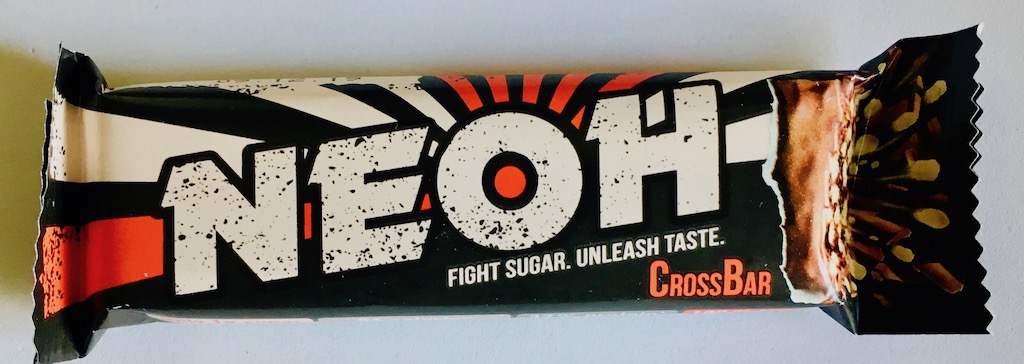 NEOH
FIGHT SUGAR. UNLEASH TASTE.
CROSSBAR